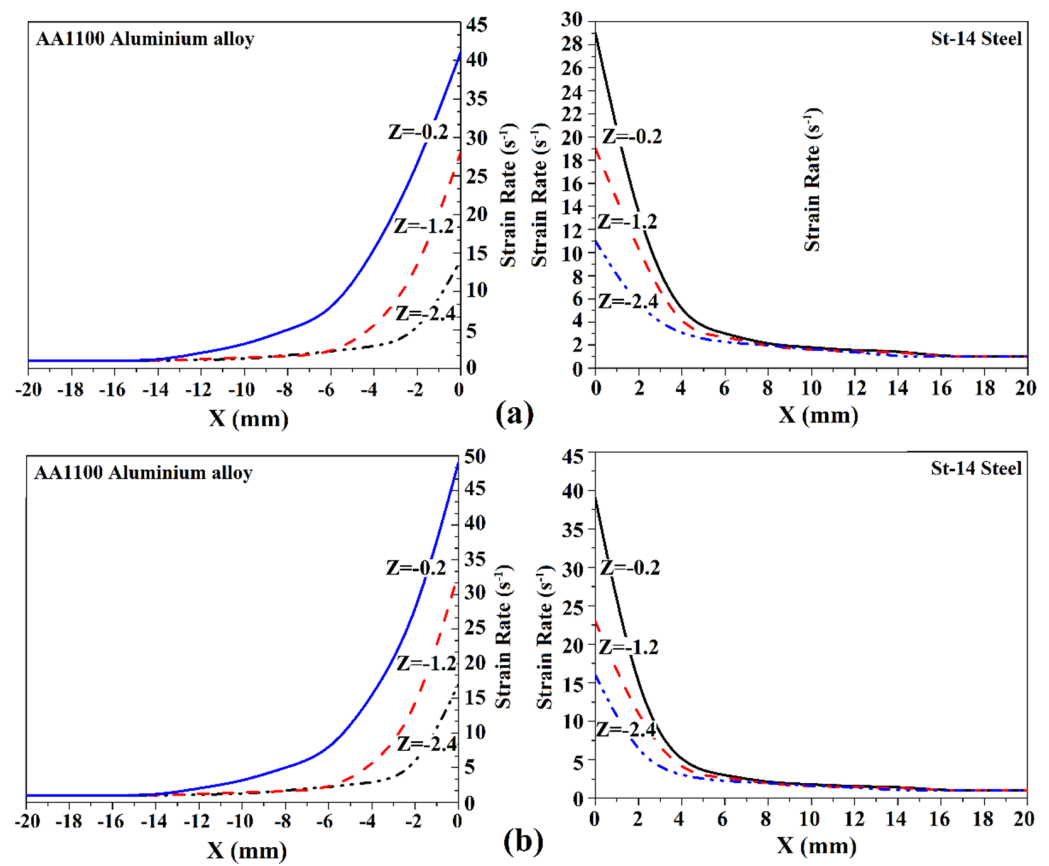 AA1100 Aluminium alloy
45
40
35
30
25
20
15
10
5
0
Z=-0.2
Z=-1.2
Z=-2.4
Strain Rate (s-1)
-20 -18 -16 -14 -12 -10 -8 -6 -4 -2 0
X (mm)
St-14 Steel
30
28
26
24
22
20
18
16
14
12
10
8
6
4
2
0
Strain Rate (s-1)
Strain Rate (s-1)
Z=-0.2
Z=-1.2
Z=-2.4
0 2 4 6 8 10 12 14 16 18 20
X (mm)
(a)
AA1100 Aluminium alloy
50
45
40
35
30
25
20
15
10
5
0
Z=-0.2
Z=-1.2
Z=-2.4
Strain Rate (s-1)
-20 -18 -16 -14 -12 -10 -8 -6 -4 -2 0
X (mm)
St-14 Steel
45
40
35
30
25
20
15
10
5
0
Strain Rate (s-1)
Z=-0.2
Z=-1.2
Z=-2.4
0 2 4 6 8 10 12 14 16 18 20
X (mm)
(b)